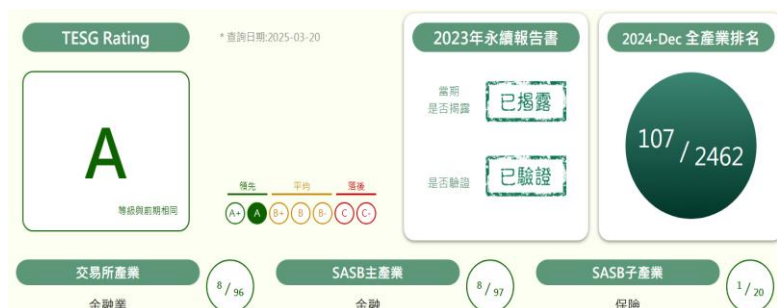 TESG Rating
* 查詢日期:2025-03-20
A
等級與前期相同
領先 平均 落後
A+ A B+ B B- C C-
2023年永續報告書
當期
是否揭露
已揭露
是否驗證
已驗證
2024-Dec 全產業排名
107 / 2462
交易所產業
8 / 96
金融業
SASB主產業
8 / 97
金融
SASB子產業
1 / 20
保險